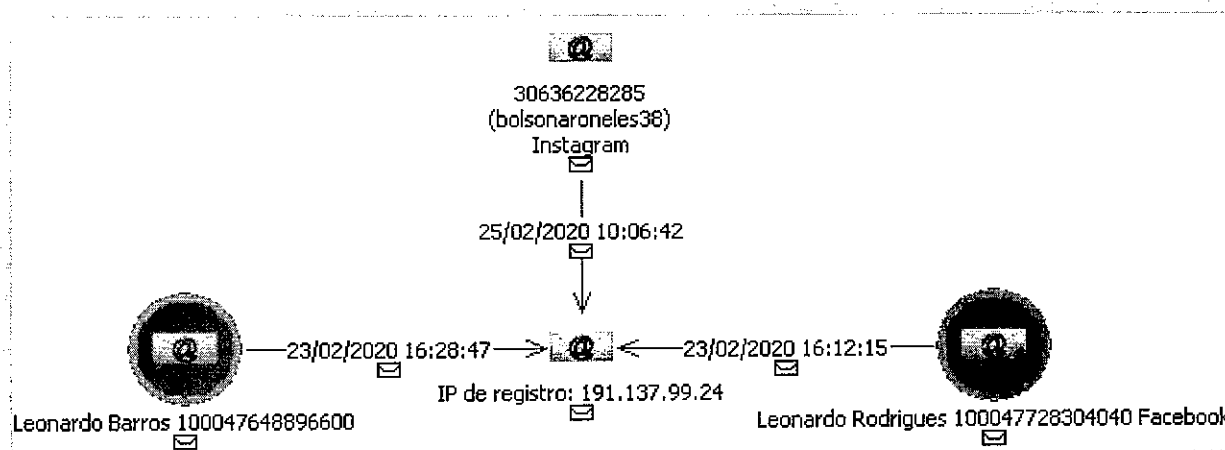 30636228285
(bolsonaroneles38)
Instagram
25/02/2020 10:06:42
23/02/2020 16:28:47
23/02/2020 16:12:15
IP de registro: 191.137.99.24
Leonardo Barros 100047648896600
Leonardo Rodrigues 100047728304040 Facebook